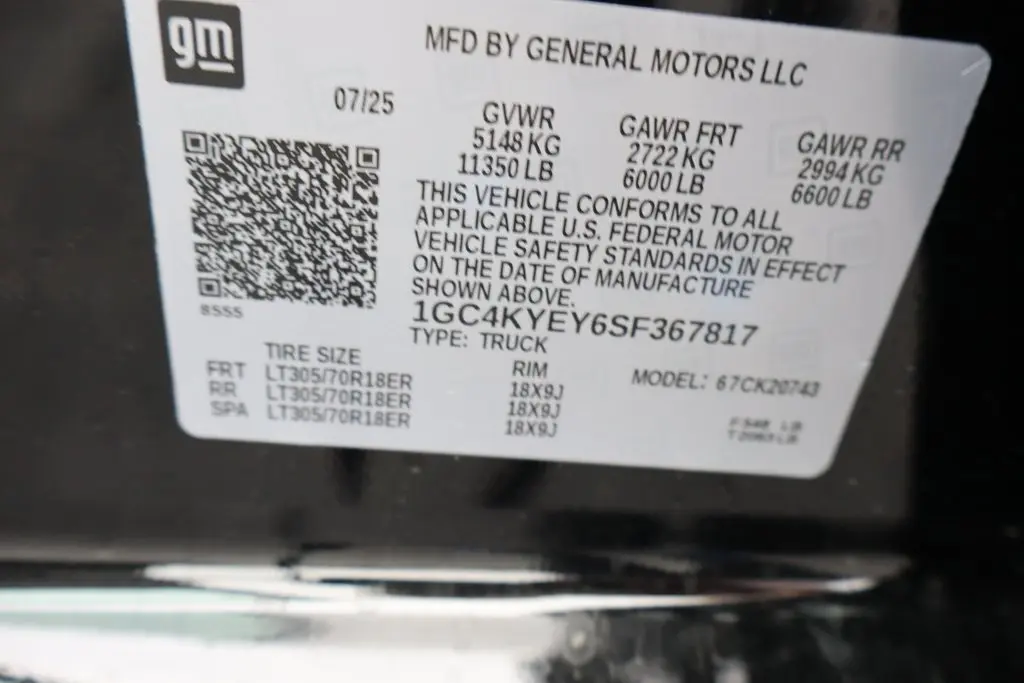 gm
MFD BY GENERAL MOTORS LLC
07/25
GVWR GAWR FRT GAWR RR
5148 KG 2722 KG 2994 KG
11350 LB 6000 LB 6600 LB
THIS VEHICLE CONFORMS TO ALL
APPLICABLE U.S. FEDERAL MOTOR
VEHICLE SAFETY STANDARDS IN EFFECT
ON THE DATE OF MANUFACTURE
SHOWN ABOVE.
8555
1GC4KYEY6SF367817
TYPE: TRUCK
TIRE SIZE RIM MODEL: 67CK20743
FRT LT305/70R18ER 18X9J
RR LT305/70R18ER 18X9J
SPA LT305/70R18ER 18X9J